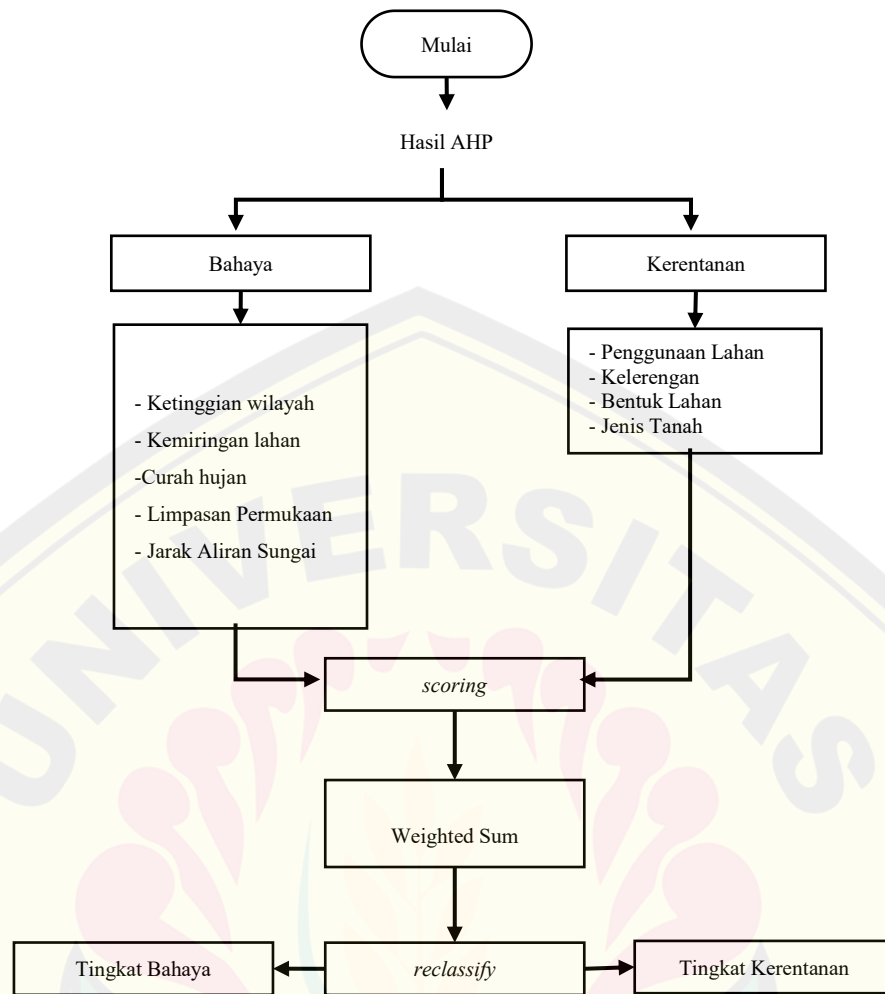 Mulai
Hasil AHP
Bahaya
Kerentanan
- Ketinggian wilayah
- Kemiringan lahan
-Curah hujan
- Limpasan Permukaan
- Jarak Aliran Sungai
- Penggunaan Lahan
- Kelerengan
- Bentuk Lahan
- Jenis Tanah
UNIVERSITAS
scoring
Weighted Sum
Tingkat Bahaya
reclassify
Tingkat Kerentanan